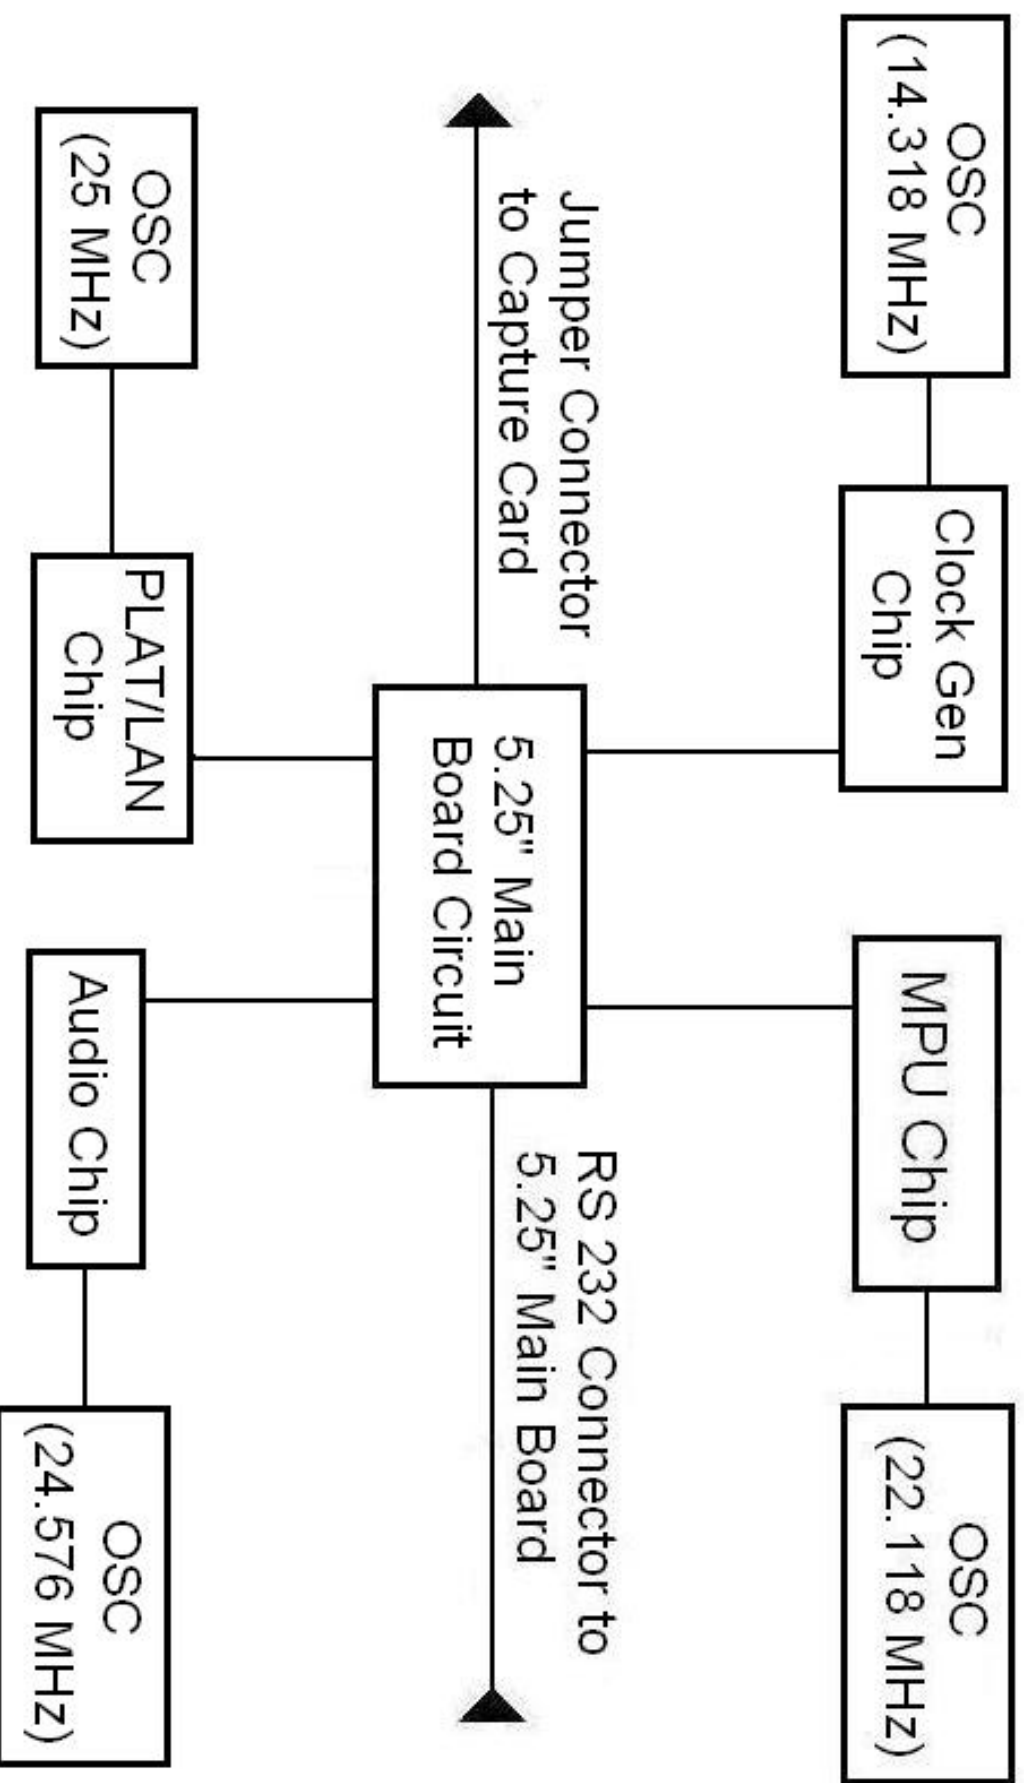 OSC
(14.318 MHz)
Clock Gen
Chip
MPU Chip
OSC
(22.118 MHz)
Jumper Connector
to Capture Card
5.25" Main
Board Circuit
RS 232 Connector to
5.25" Main Board
OSC
(25 MHz)
PLAT/LAN
Chip
Audio Chip
OSC
(24.576 MHz)